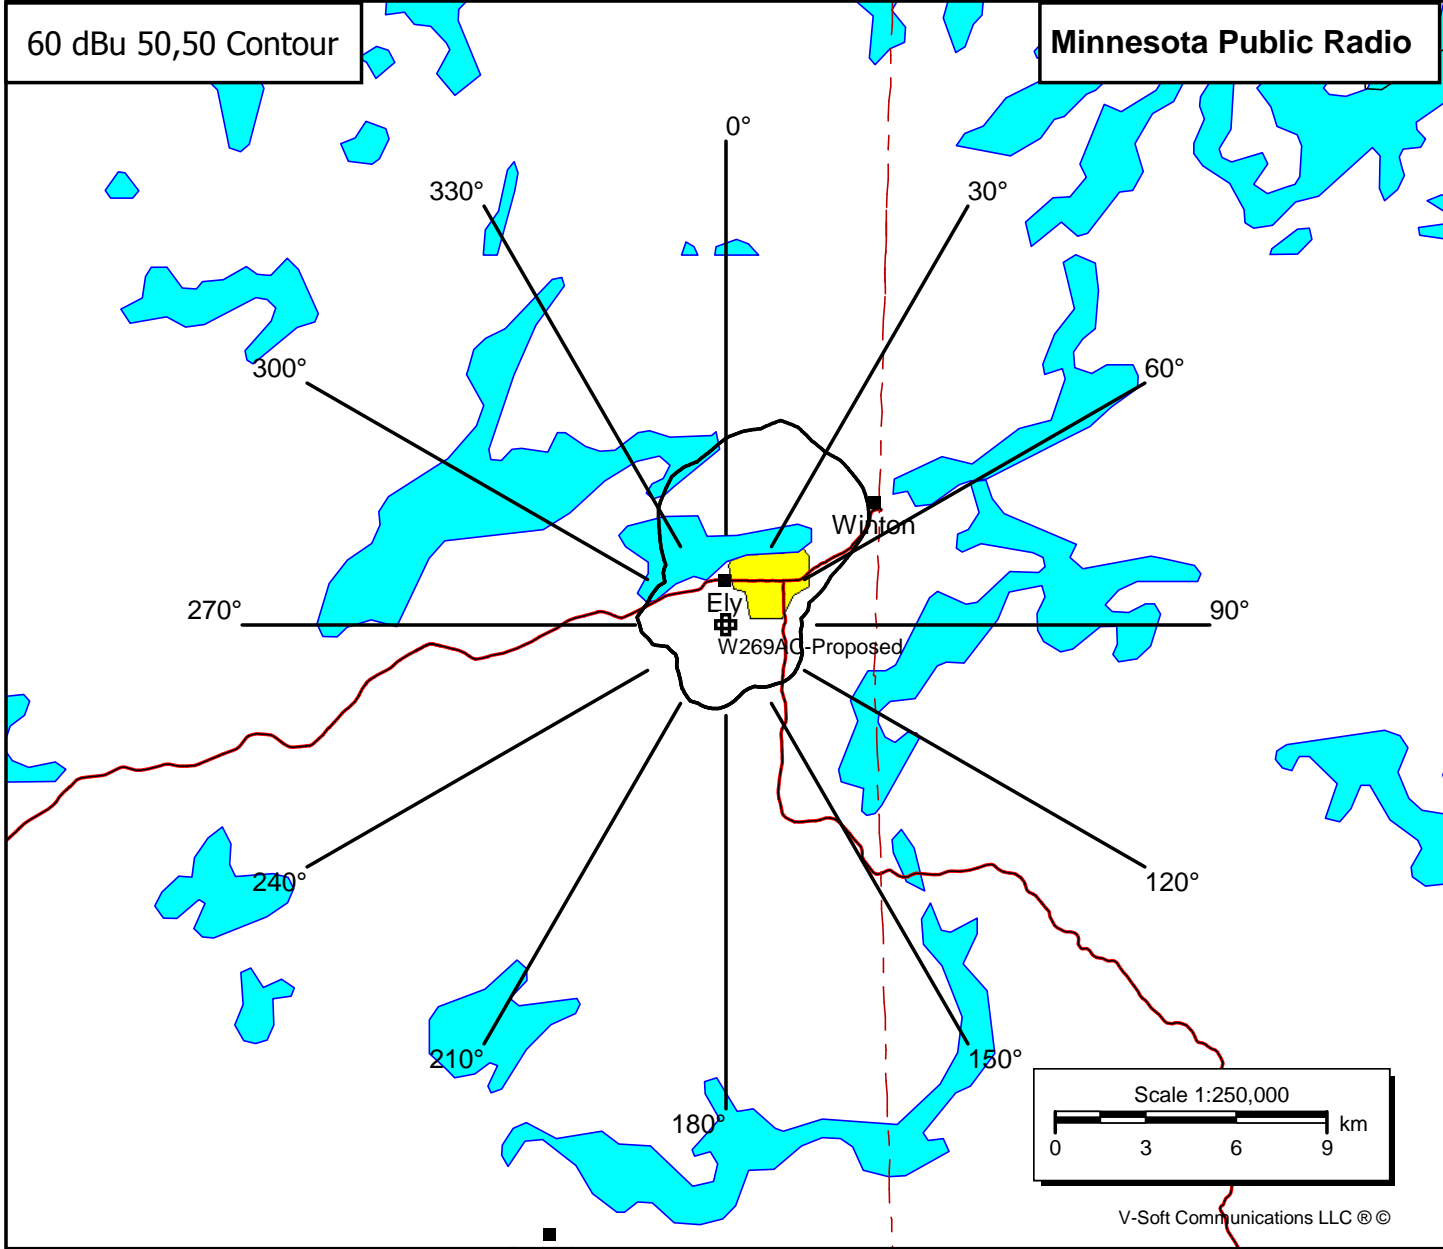 60 dBu 50,50 Contour
Minnesota Public Radio
0°
330°
30°
300°
60°
Winton
Ely
270°
90°
W269AC-Proposed
240°
120°
210°
150°
180°
Scale 1:250,000
km
0 3 6 9
V-Soft Communications LLC ® ©